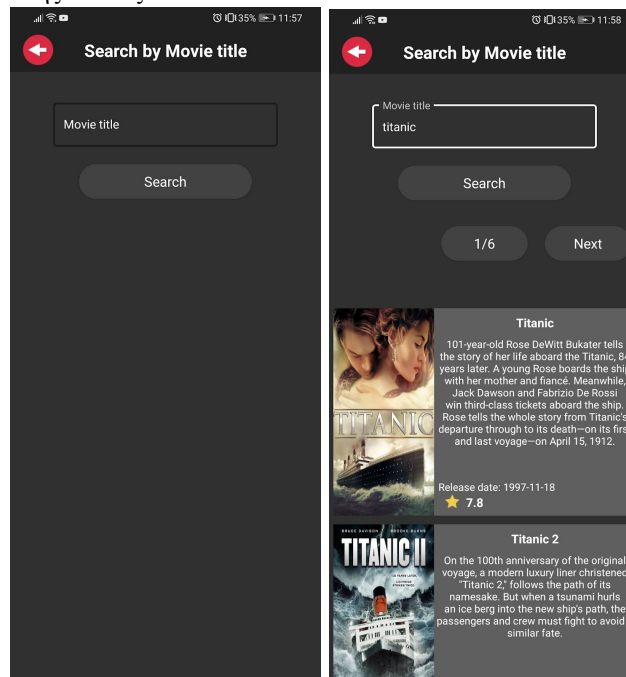 35% 11:57
Search by Movie title
Movie title
Search
35% 11:58
Search by Movie title
Movie title
titanic
Search
1/6 Next
TITANIC
Titanic
101-year-old Rose DeWitt Bukater tells
the story of her life aboard the Titanic, 84
years later. A young Rose boards the ship
with her mother and fiancé. Meanwhile,
Jack Dawson and Fabrizio De Rossi
win third-class tickets aboard the ship.
Rose tells the whole story from Titanic's
departure through to its death—on its firs
and last voyage—on April 15, 1912.
Release date: 1997-11-18
7.8
BRUCE DAVISON BROOKE BURNS
TITANIC II
Titanic 2
On the 100th anniversary of the original
voyage, a modern luxury liner christened
"Titanic 2," follows the path of its
namesake. But when a tsunami hurls
an ice berg into the new ship's path, the
passengers and crew must fight to avoid
similar fate.